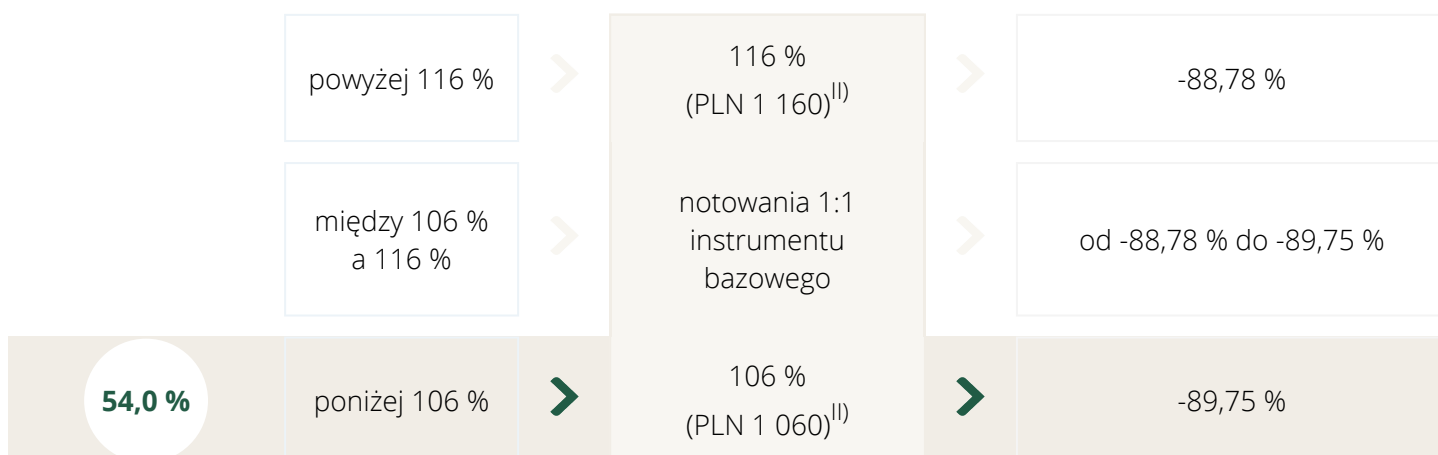 powyżej 116 %
116 %
(PLN 1 160)II)
-88,78 %
między 106 %
a 116 %
notowania 1:1
instrumentu
bazowego
od -88,78 % do -89,75 %
54,0 %
poniżej 106 %
106 %
(PLN 1 060)II)
-89,75 %